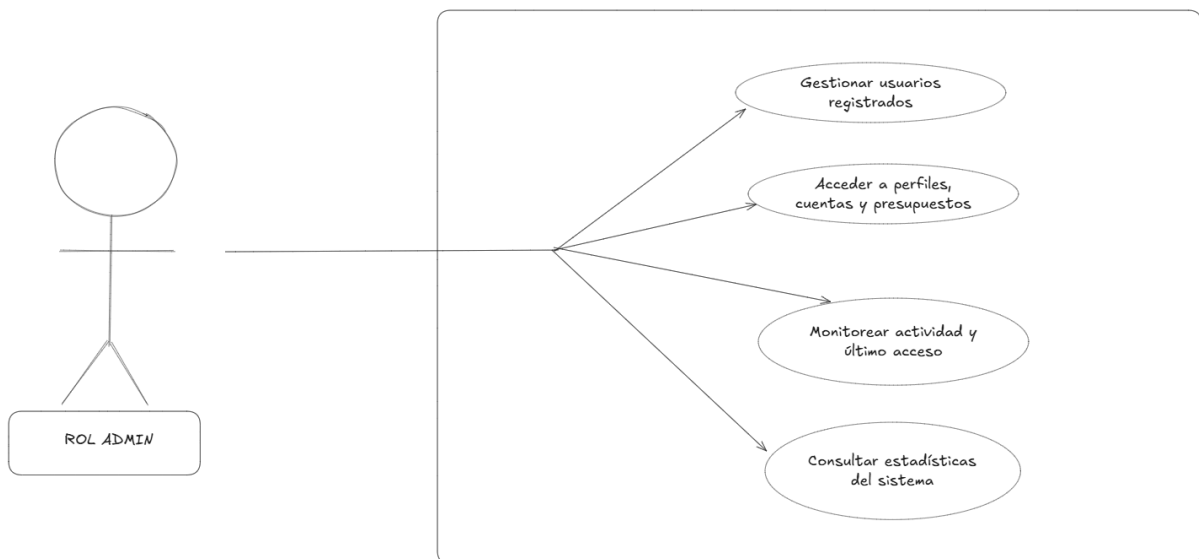 Gestionar usuarios
registrados
Acceder a perfiles,
cuentas y presupuestos
Monitorear actividad y
último acceso
ROL ADMIN
Consultar estadísticas
del sistema